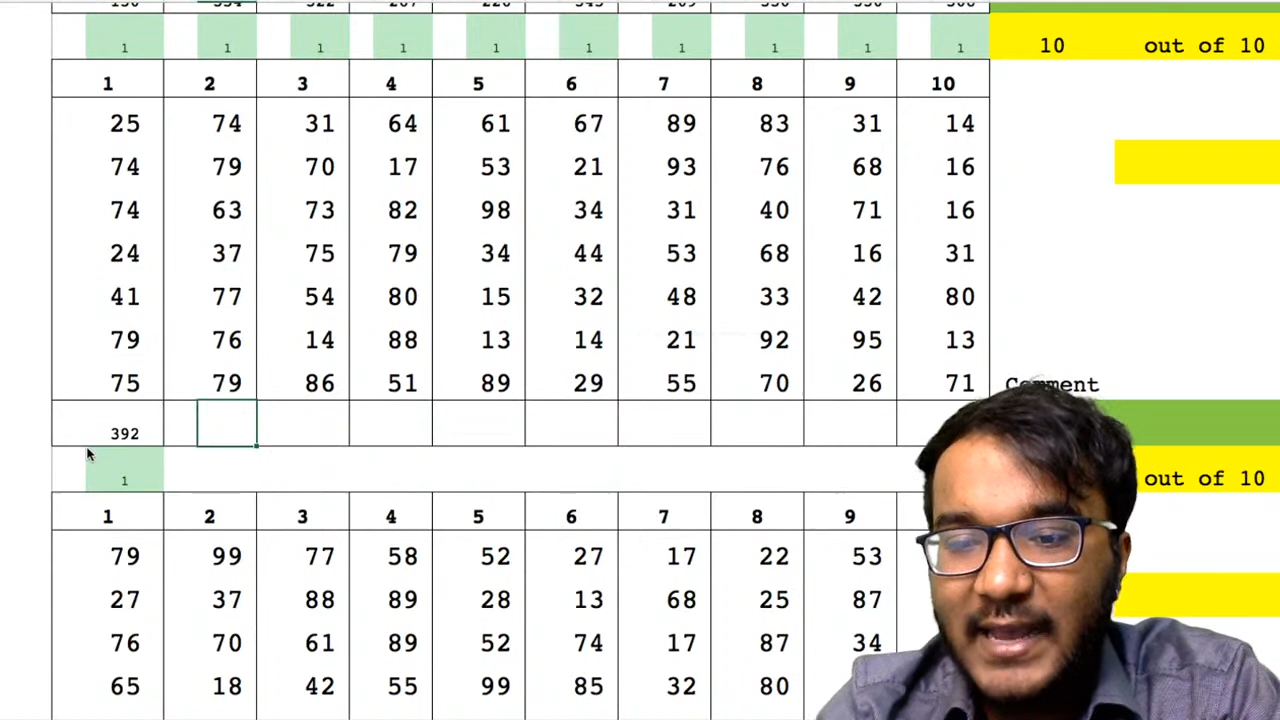 1 1 1 1 1 1 1 1 1 1 10 out of 10
1 2 3 4 5 6 7 8 9 10
25 74 31 64 61 67 89 83 31 14
74 79 70 17 53 21 93 76 68 16
74 63 73 82 98 34 31 40 71 16
24 37 75 79 34 44 53 68 16 31
41 77 54 80 15 32 48 33 42 80
79 76 14 88 13 14 21 92 95 13
75 79 86 51 89 29 55 70 26 71 Comment
392
1 out of 10
1 2 3 4 5 6 7 8 9
79 99 77 58 52 27 17 22 53
27 37 88 89 28 13 68 25 87
76 70 61 89 52 74 17 87 34
65 18 42 55 99 85 32 80